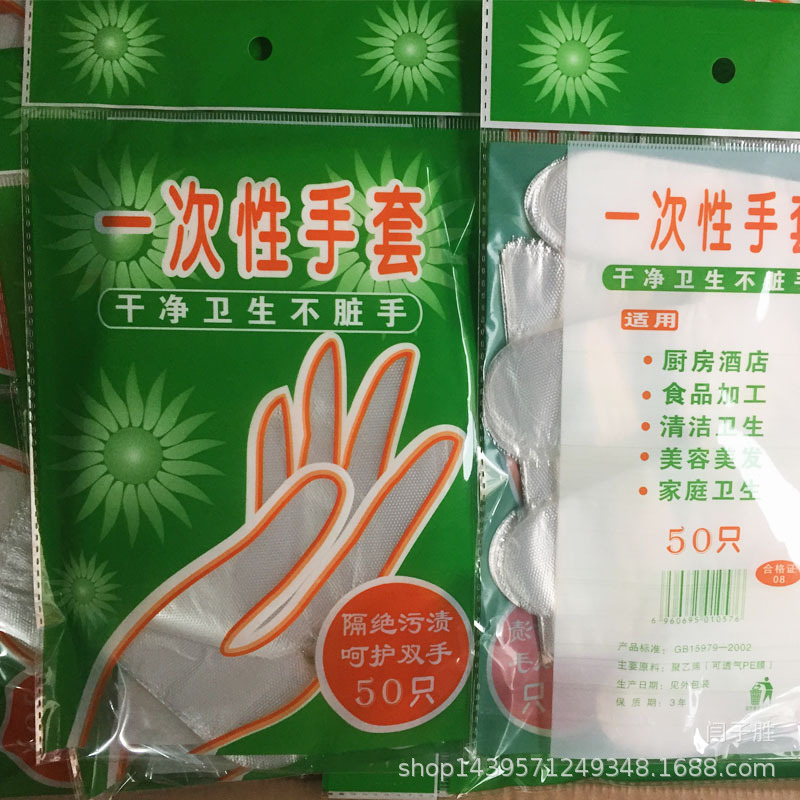 一次性手套
干净卫生不脏手
隔绝污渍
呵护双手
50只
一次性手套
干净卫生不脏手
适用
• 厨房酒店
• 食品加工
• 清洁卫生
• 美容美发
• 家庭卫生
50只
合格证
08
6 960695 010576
产品标准: GB15979-2002
主要原料: 聚乙烯(可透气PE膜)
生产日期: 见外包装
保质期: 3年
shop1439571249348.1688.com